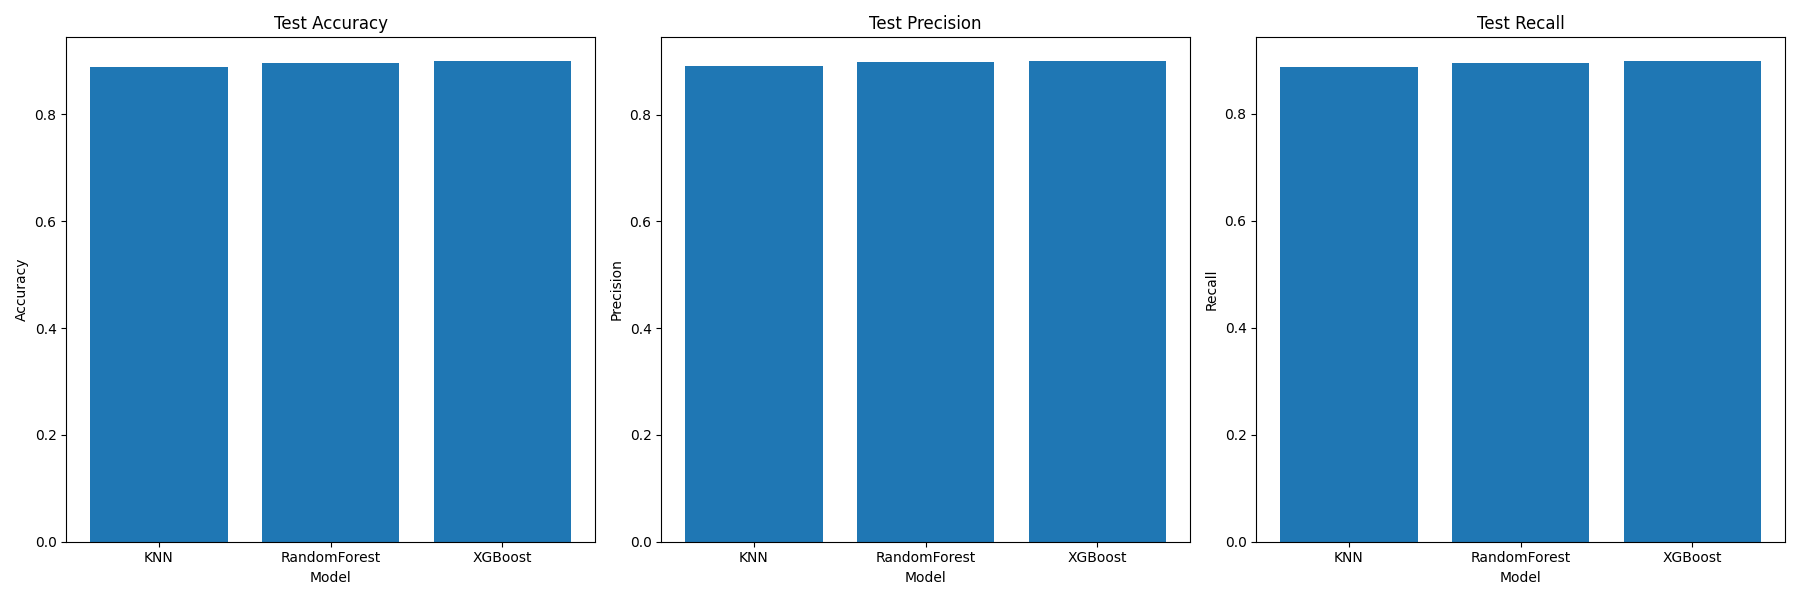 Test Accuracy
Accuracy
0.8
0.6
0.4
0.2
0.0
KNN RandomForest XGBoost
Model
Test Precision
Precision
0.8
0.6
0.4
0.2
0.0
KNN RandomForest XGBoost
Model
Test Recall
Recall
0.8
0.6
0.4
0.2
0.0
KNN RandomForest XGBoost
Model